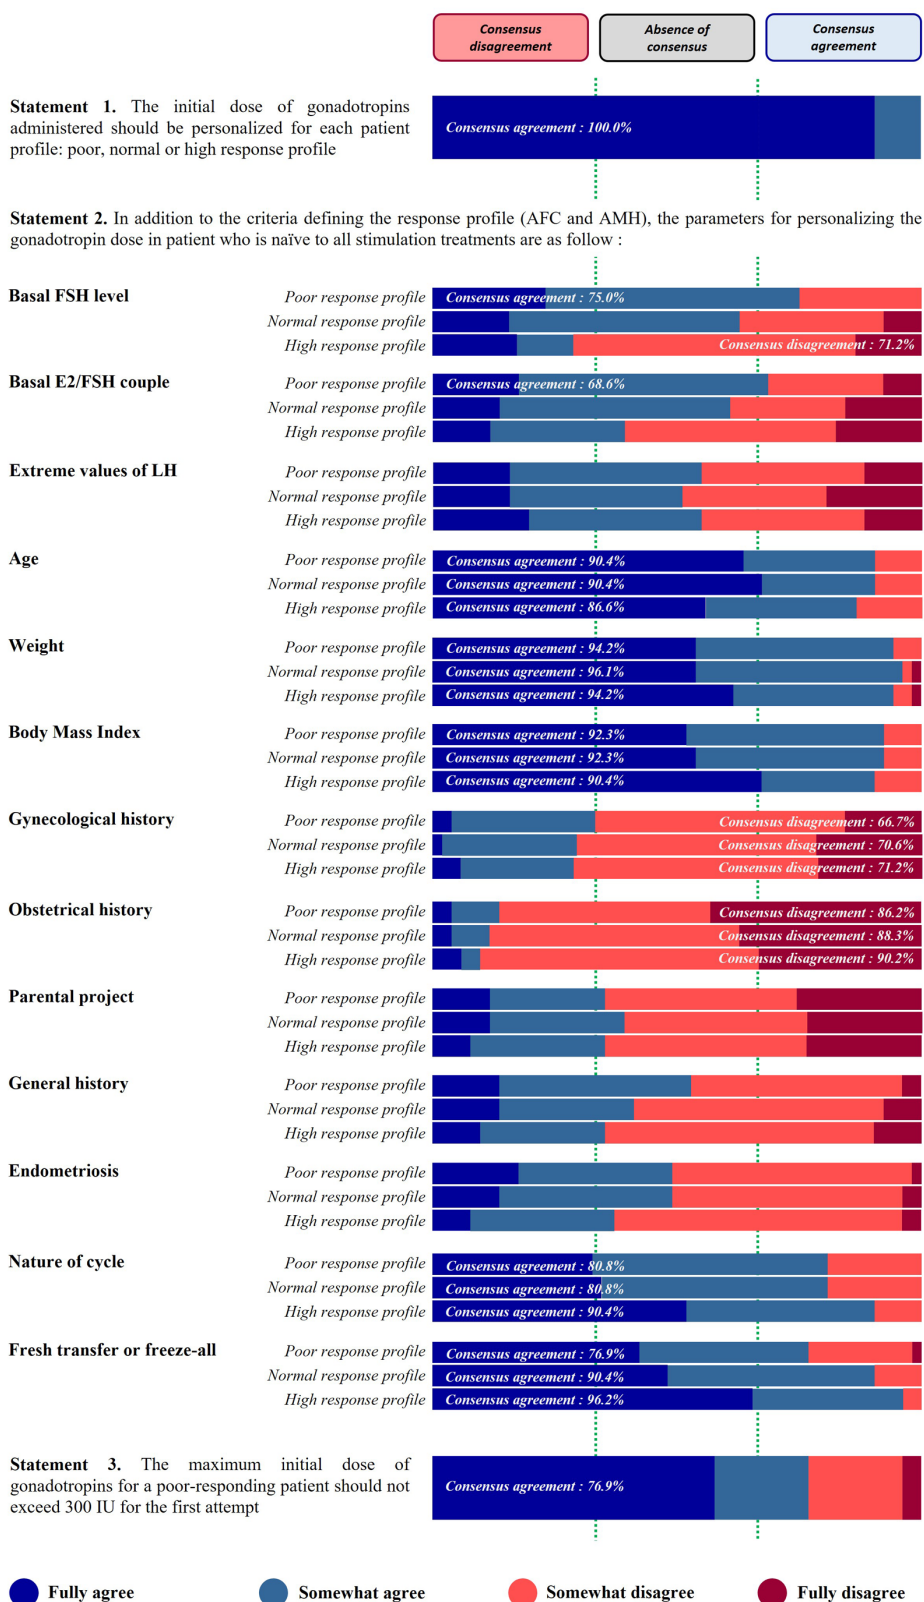 Consensus disagreement
Absence of consensus
Consensus agreement
Statement 1. The initial dose of gonadotropins
administered should be personalized for each patient
profile: poor, normal or high response profile
Consensus agreement : 100.0%
Statement 2. In addition to the criteria defining the response profile (AFC and AMH), the parameters for personalizing the
gonadotropin dose in patient who is naïve to all stimulation treatments are as follow :
Basal FSH level
Poor response profile
Consensus agreement : 75.0%
Normal response profile
High response profile
Consensus disagreement : 71.2%
Basal E2/FSH couple
Poor response profile
Consensus agreement : 68.6%
Normal response profile
High response profile
Extreme values of LH
Poor response profile
Normal response profile
High response profile
Age
Poor response profile
Consensus agreement : 90.4%
Normal response profile
Consensus agreement : 90.4%
High response profile
Consensus agreement : 86.6%
Weight
Poor response profile
Consensus agreement : 94.2%
Normal response profile
Consensus agreement : 96.1%
High response profile
Consensus agreement : 94.2%
Body Mass Index
Poor response profile
Consensus agreement : 92.3%
Normal response profile
Consensus agreement : 92.3%
High response profile
Consensus agreement : 90.4%
Gynecological history
Poor response profile
Consensus disagreement : 66.7%
Normal response profile
Consensus disagreement : 70.6%
High response profile
Consensus disagreement : 71.2%
Obstetrical history
Poor response profile
Consensus disagreement : 86.2%
Normal response profile
Consensus disagreement : 88.3%
High response profile
Consensus disagreement : 90.2%
Parental project
Poor response profile
Normal response profile
High response profile
General history
Poor response profile
Normal response profile
High response profile
Endometriosis
Poor response profile
Normal response profile
High response profile
Nature of cycle
Poor response profile
Consensus agreement : 80.8%
Normal response profile
Consensus agreement : 80.8%
High response profile
Consensus agreement : 90.4%
Fresh transfer or freeze-all
Poor response profile
Consensus agreement : 76.9%
Normal response profile
Consensus agreement : 90.4%
High response profile
Consensus agreement : 96.2%
Statement 3. The maximum initial dose of
gonadotropins for a poor-responding patient should not
exceed 300 IU for the first attempt
Consensus agreement : 76.9%
Fully agree
Somewhat agree
Somewhat disagree
Fully disagree